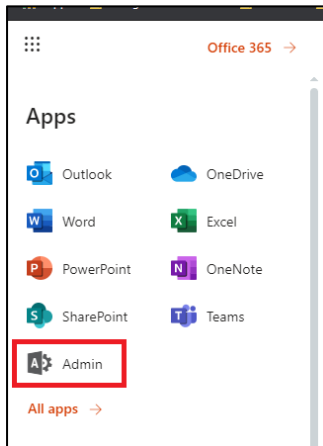 Office 365 →
Apps
Outlook OneDrive
Word Excel
PowerPoint OneNote
SharePoint Teams
Admin
All apps →